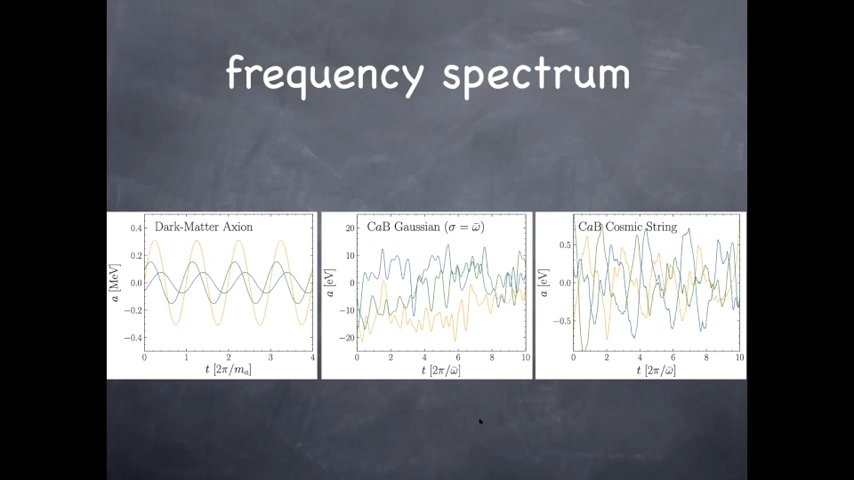 frequency spectrum
Dark-Matter Axion
0.4
0.2
0.0
−0.2
−0.4
a [MeV]
0 1 2 3 4
t [2π/mₐ]
CaB Gaussian (σ = ω̄)
20
10
0
−10
−20
a [eV]
0 2 4 6 8 10
t [2π/ω̄]
CaB Cosmic String
0.5
0.0
−0.5
a [eV]
0 2 4 6 8 10
t [2π/ω̄]